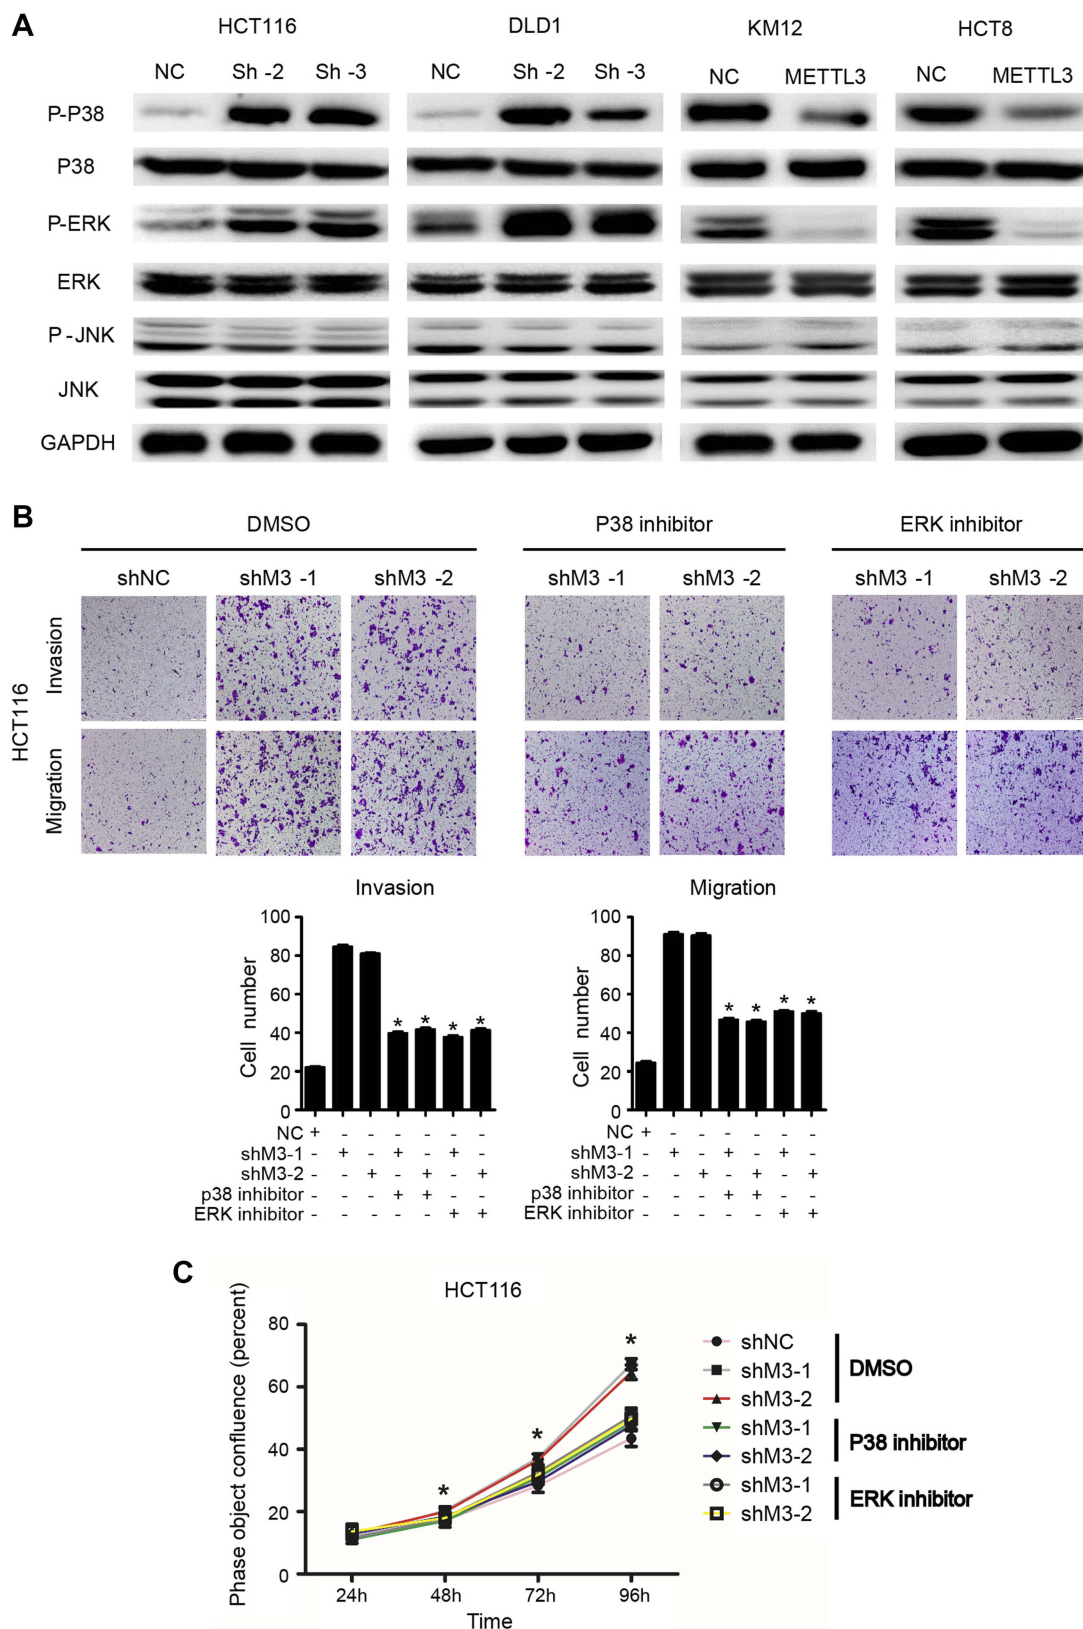 A
HCT116 DLD1 KM12 HCT8
NC Sh -2 Sh -3 NC Sh -2 Sh -3 NC METTL3 NC METTL3
P-P38
P38
P-ERK
ERK
P -JNK
JNK
GAPDH
B
DMSO P38 inhibitor ERK inhibitor
shNC shM3 -1 shM3 -2 shM3 -1 shM3 -2 shM3 -1 shM3 -2
HCT116
Invasion
Migration
Invasion
Cell number
100
80
60
40
20
0
* * * *
NC + - - - - - -
shM3-1 - + - + - + -
shM3-2 - - + - + - +
p38 inhibitor - - - + + - -
ERK inhibitor - - - - - + +
Migration
Cell number
100
80
60
40
20
0
* * * *
NC + - - - - - -
shM3-1 - + - + - + -
shM3-2 - - + - + - +
p38 inhibitor - - - + + - -
ERK inhibitor - - - - - + +
C
HCT116
Phase object confluence (percent)
80
60
40
20
0
* * *
24h 48h 72h 96h
Time
shNC
shM3-1
shM3-2
DMSO
shM3-1
shM3-2
P38 inhibitor
shM3-1
shM3-2
ERK inhibitor